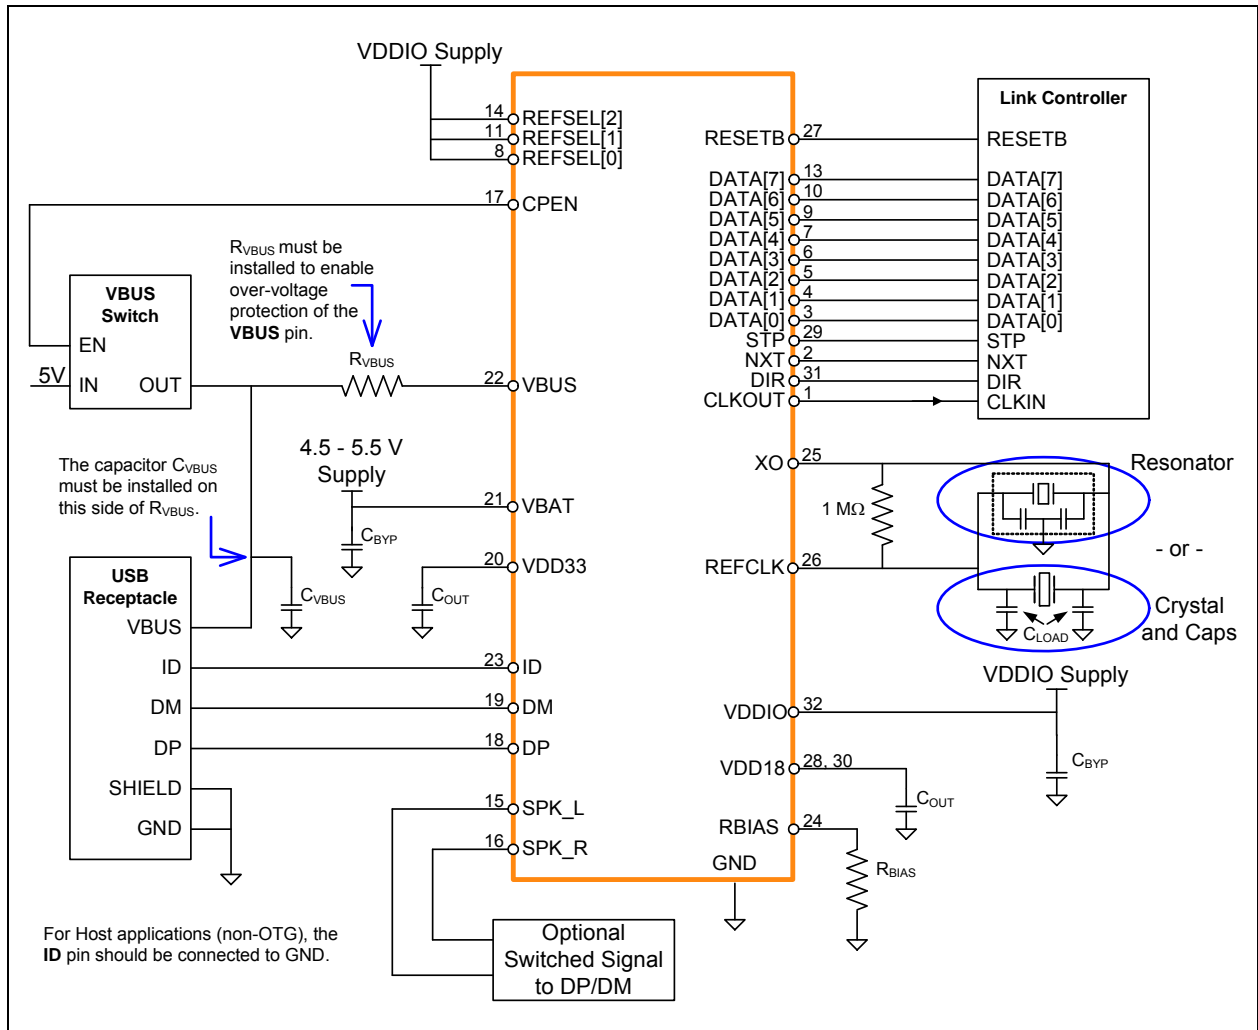 VDDIO Supply
14 REFSEL[2]
11 REFSEL[1]
8 REFSEL[0]
17 CPEN
RVBUS must be
installed to enable
over-voltage
protection of the
VBUS pin.
VBUS
Switch
EN
5V IN OUT
RVBUS
22 VBUS
4.5 - 5.5 V
Supply
The capacitor CVBUS
must be installed on
this side of RVBUS.
21 VBAT
CBYP
20 VDD33
COUT
CVBUS
USB
Receptacle
VBUS
ID
DM
DP
SHIELD
GND
23 ID
19 DM
18 DP
15 SPK_L
16 SPK_R
GND
Optional
Switched Signal
to DP/DM
For Host applications (non-OTG), the
ID pin should be connected to GND.
RESETB 27
DATA[7] 13
DATA[6] 10
DATA[5] 9
DATA[4] 7
DATA[3] 6
DATA[2] 5
DATA[1] 4
DATA[0] 3
STP 29
NXT 2
DIR 31
CLKOUT 1
Link Controller
RESETB
DATA[7]
DATA[6]
DATA[5]
DATA[4]
DATA[3]
DATA[2]
DATA[1]
DATA[0]
STP
NXT
DIR
CLKIN
XO 25
1 MΩ
REFCLK 26
Resonator
- or -
Crystal
and Caps
CLOAD
VDDIO Supply
VDDIO 32
CBYP
VDD18 28, 30
COUT
RBIAS 24
RBIAS